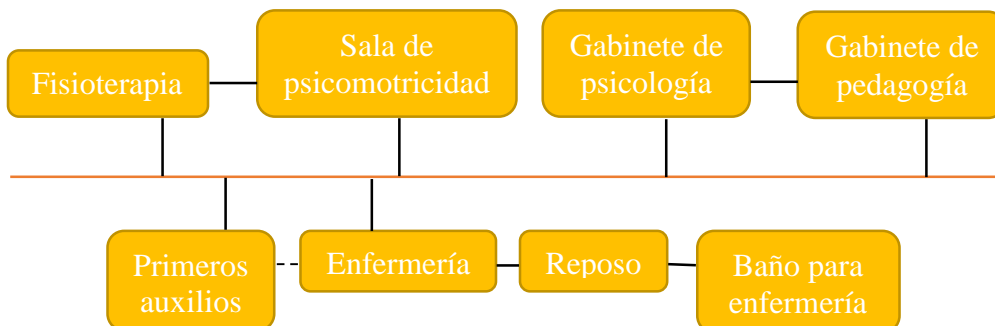 Fisioterapia
Sala de
psicomotricidad
Gabinete de
psicología
Gabinete de
pedagogía
Primeros
auxilios
Enfermería
Reposo
Baño para
enfermería